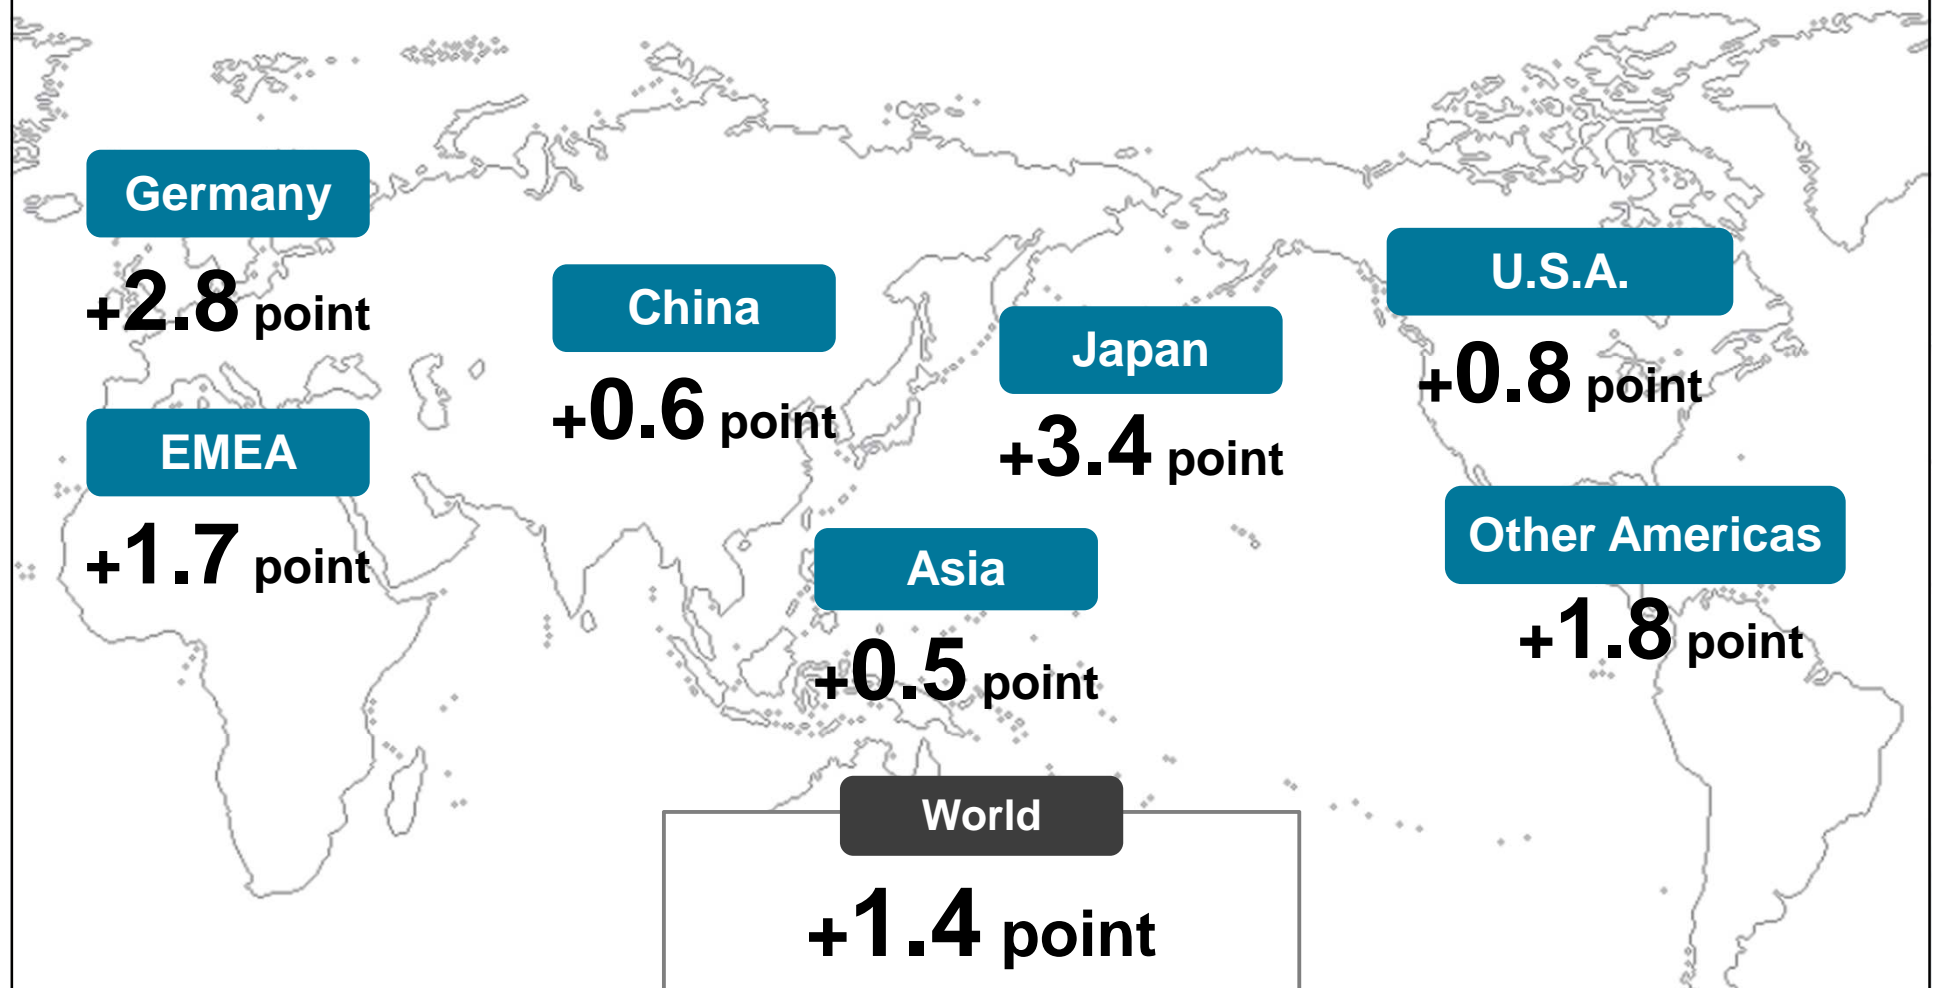 Germany
+2.8 point
EMEA
+1.7 point
China
+0.6 point
Japan
+3.4 point
Asia
+0.5 point
U.S.A.
+0.8 point
Other Americas
+1.8 point
World
+1.4 point